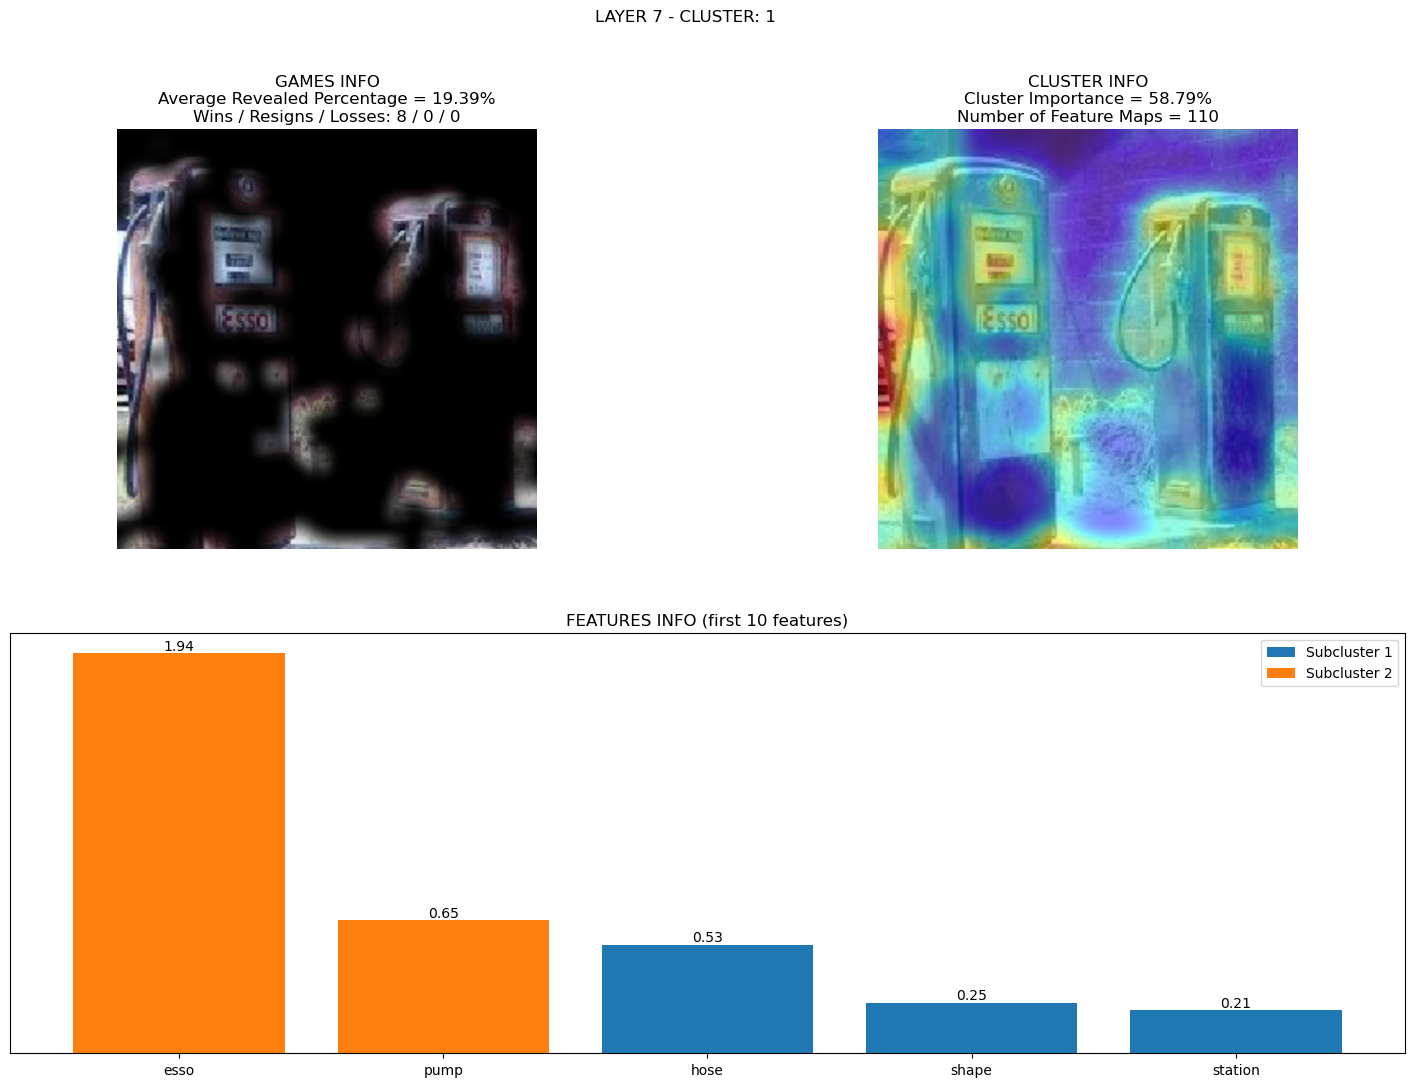 LAYER 7 - CLUSTER: 1
GAMES INFO
Average Revealed Percentage = 19.39%
Wins / Resigns / Losses: 8 / 0 / 0
CLUSTER INFO
Cluster Importance = 58.79%
Number of Feature Maps = 110
ESSO
ESSO
FEATURES INFO (first 10 features)
Subcluster 1
Subcluster 2
1.94
0.65
0.53
0.25
0.21
esso
pump
hose
shape
station